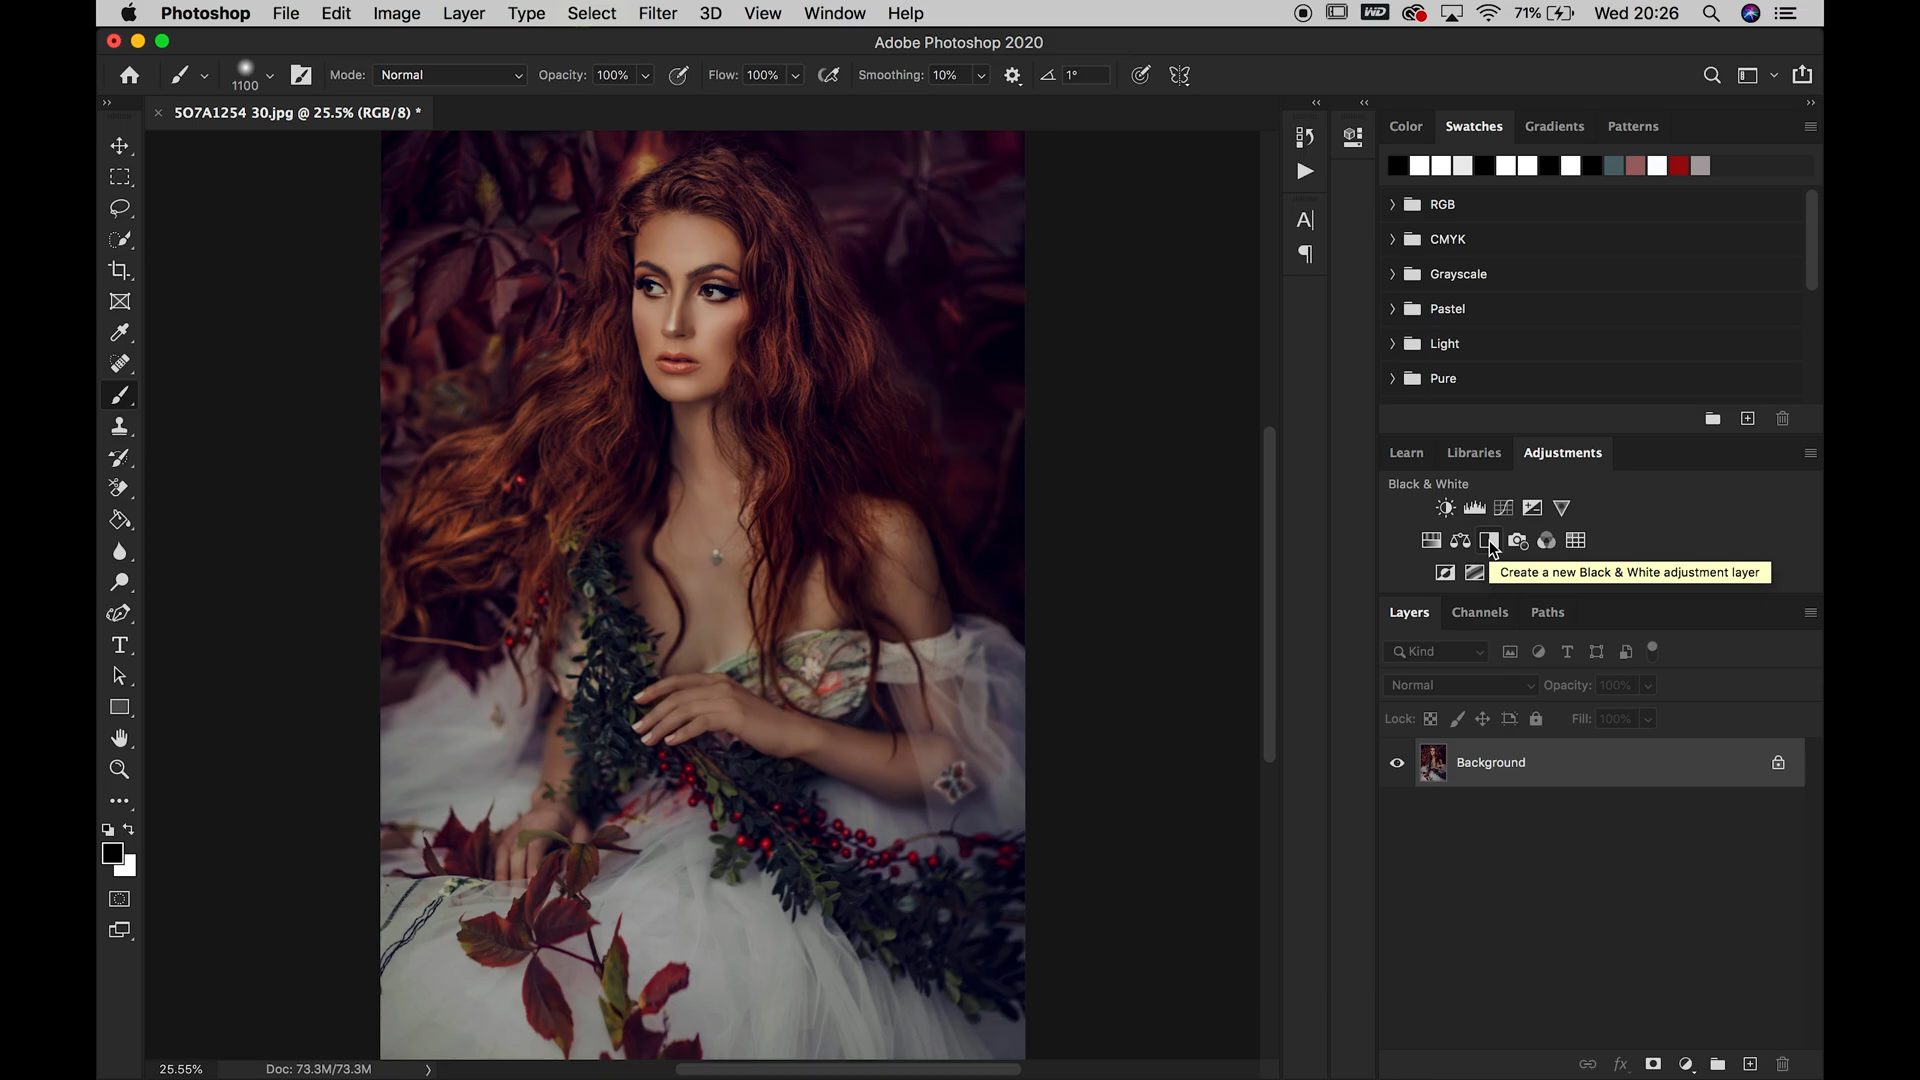 Photoshop File Edit Image Layer Type Select Filter 3D View Window Help WD 71% Wed 20:26
Adobe Photoshop 2020
1100 Mode: Normal Opacity: 100% Flow: 100% Smoothing: 10% 1°
× 5O7A1254 30.jpg @ 25.5% (RGB/8) *
Color Swatches Gradients Patterns
RGB
CMYK
Grayscale
Pastel
Light
Pure
Learn Libraries Adjustments
Black & White
Create a new Black & White adjustment layer
Layers Channels Paths
Kind
Normal Opacity: 100%
Lock: Fill: 100%
Background
25.55% Doc: 73.3M/73.3M